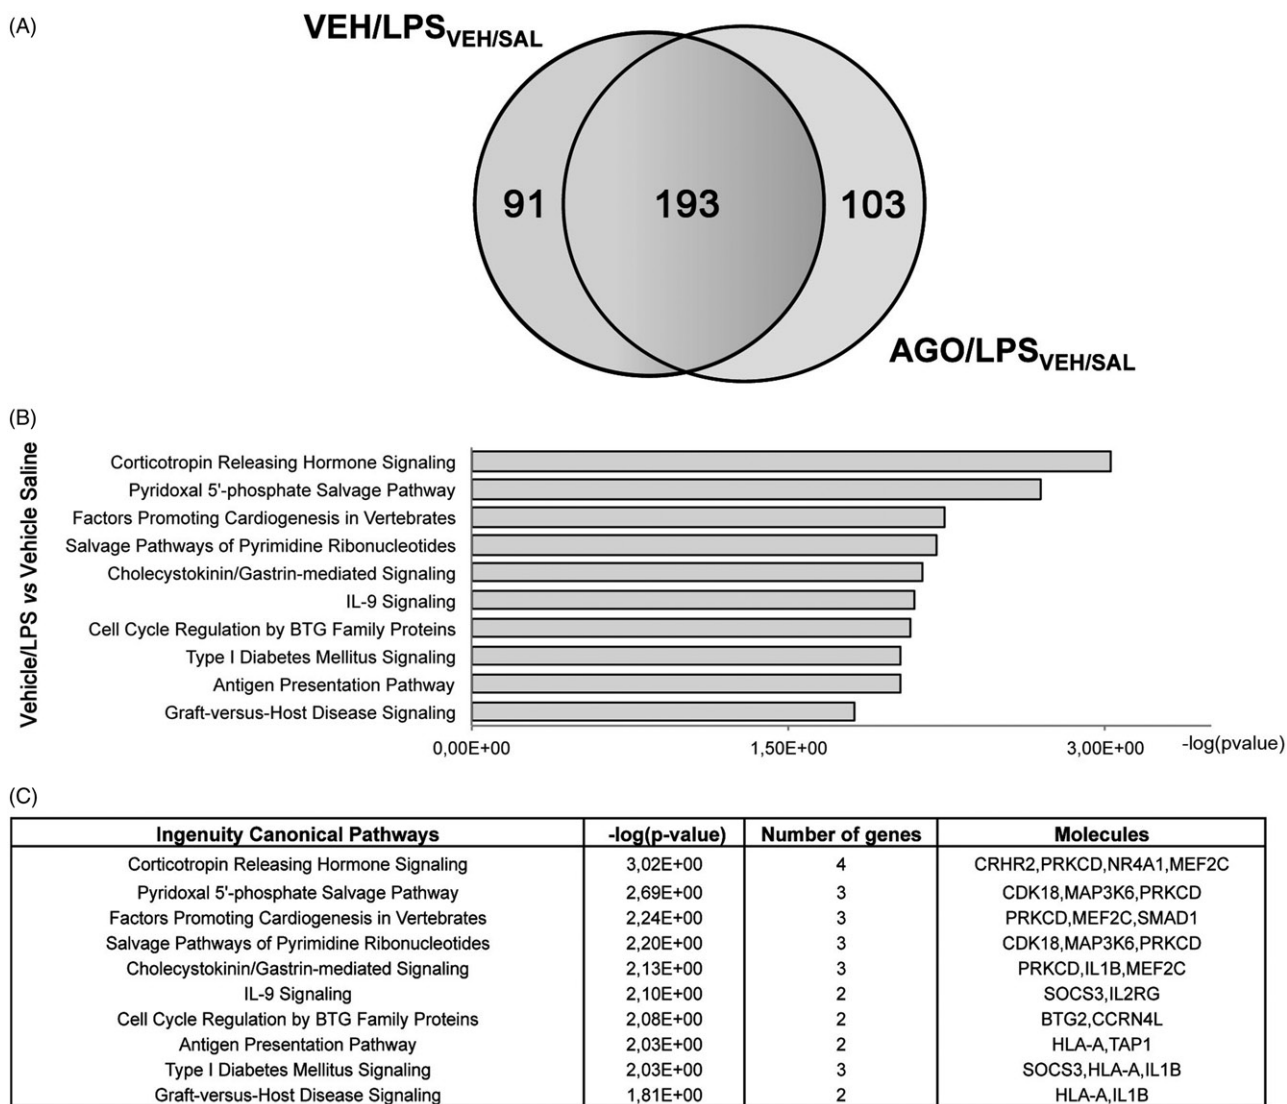 (A)
VEH/LPS VEH/SAL
91 193 103
AGO/LPS VEH/SAL
(B)
Vehicle/LPS vs Vehicle Saline
Corticotropin Releasing Hormone Signaling
Pyridoxal 5'-phosphate Salvage Pathway
Factors Promoting Cardiogenesis in Vertebrates
Salvage Pathways of Pyrimidine Ribonucleotides
Cholecystokinin/Gastrin-mediated Signaling
IL-9 Signaling
Cell Cycle Regulation by BTG Family Proteins
Type I Diabetes Mellitus Signaling
Antigen Presentation Pathway
Graft-versus-Host Disease Signaling
0,00E+00 1,50E+00 3,00E+00 -log(pvalue)
(C)
Ingenuity Canonical Pathways -log(p-value) Number of genes Molecules
Corticotropin Releasing Hormone Signaling 3,02E+00 4 CRHR2,PRKCD,NR4A1,MEF2C
Pyridoxal 5'-phosphate Salvage Pathway 2,69E+00 3 CDK18,MAP3K6,PRKCD
Factors Promoting Cardiogenesis in Vertebrates 2,24E+00 3 PRKCD,MEF2C,SMAD1
Salvage Pathways of Pyrimidine Ribonucleotides 2,20E+00 3 CDK18,MAP3K6,PRKCD
Cholecystokinin/Gastrin-mediated Signaling 2,13E+00 3 PRKCD,IL1B,MEF2C
IL-9 Signaling 2,10E+00 2 SOCS3,IL2RG
Cell Cycle Regulation by BTG Family Proteins 2,08E+00 2 BTG2,CCRN4L
Antigen Presentation Pathway 2,03E+00 2 HLA-A,TAP1
Type I Diabetes Mellitus Signaling 2,03E+00 3 SOCS3,HLA-A,IL1B
Graft-versus-Host Disease Signaling 1,81E+00 2 HLA-A,IL1B